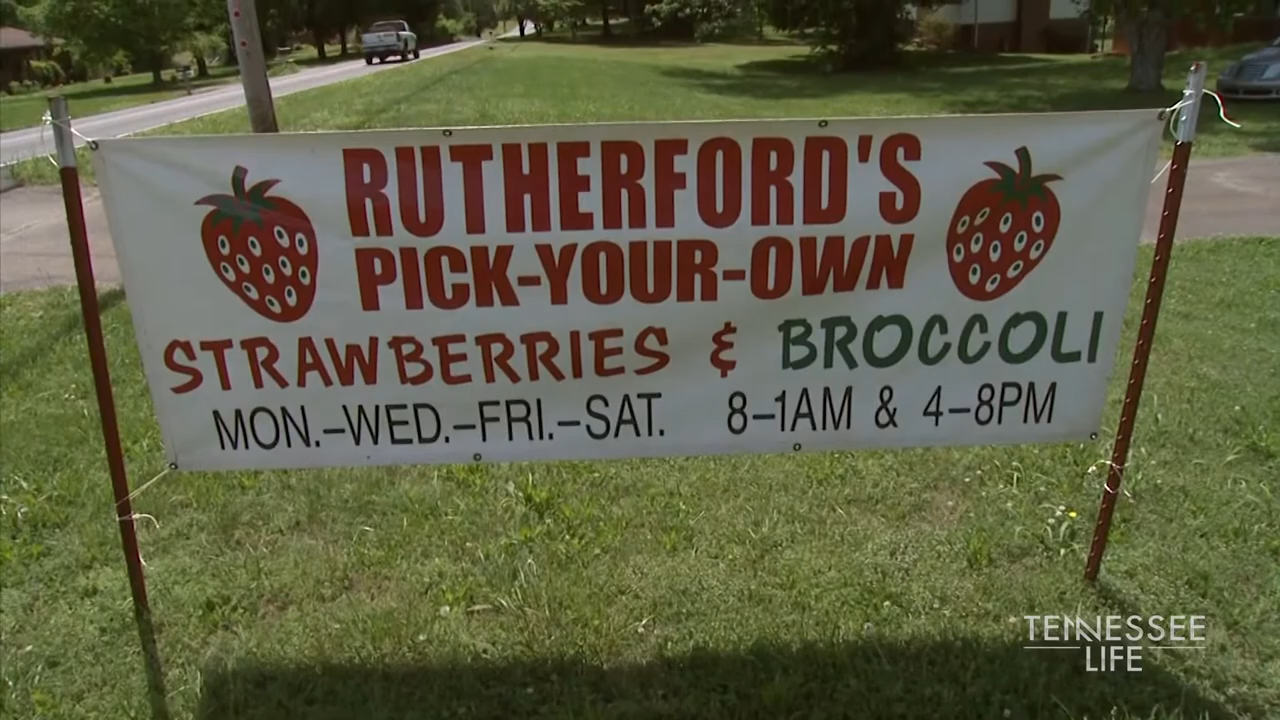 RUTHERFORD'S
PICK-YOUR-OWN
STRAWBERRIES & BROCCOLI
MON.-WED.-FRI.-SAT. 8-1AM & 4-8PM
TENNESSEE
LIFE